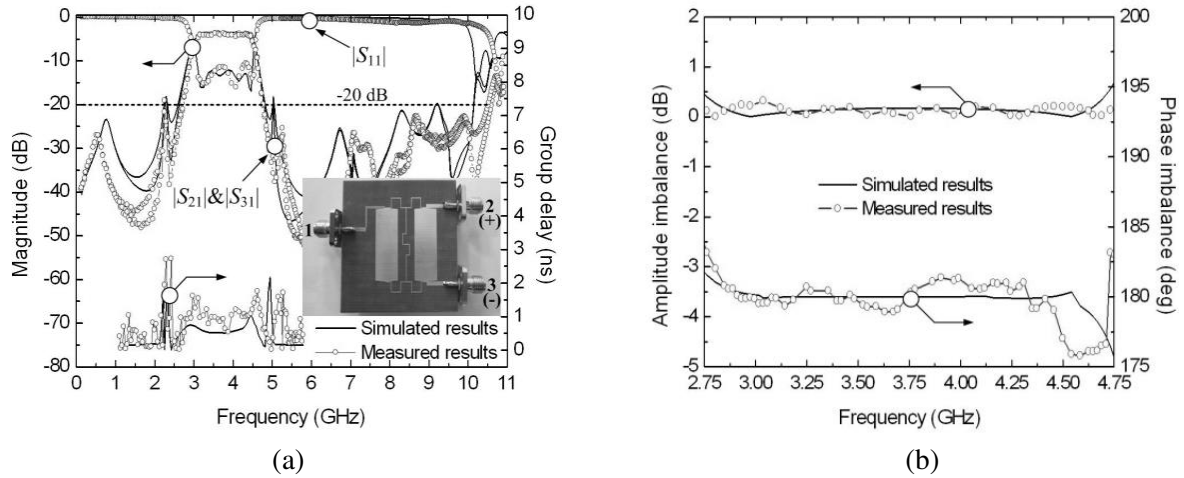 0
-10
-20
-30
-40
-50
-60
-70
-80
Magnitude (dB)
0 1 2 3 4 5 6 7 8 9 10 11
Frequency (GHz)
10
9
8
7
6
5
4
3
2
1
0
Group delay (ns)
|S11|
-20 dB
|S21|&|S31|
1
2
(+)
3
(-)
Simulated results
Measured results
(a)
2
1
0
-1
-2
-3
-4
-5
Amplitude imbalance (dB)
2.75 3.00 3.25 3.50 3.75 4.00 4.25 4.50 4.75
Frequency (GHz)
200
195
190
185
180
175
Phase imbalance (deg)
Simulated results
Measured results
(b)